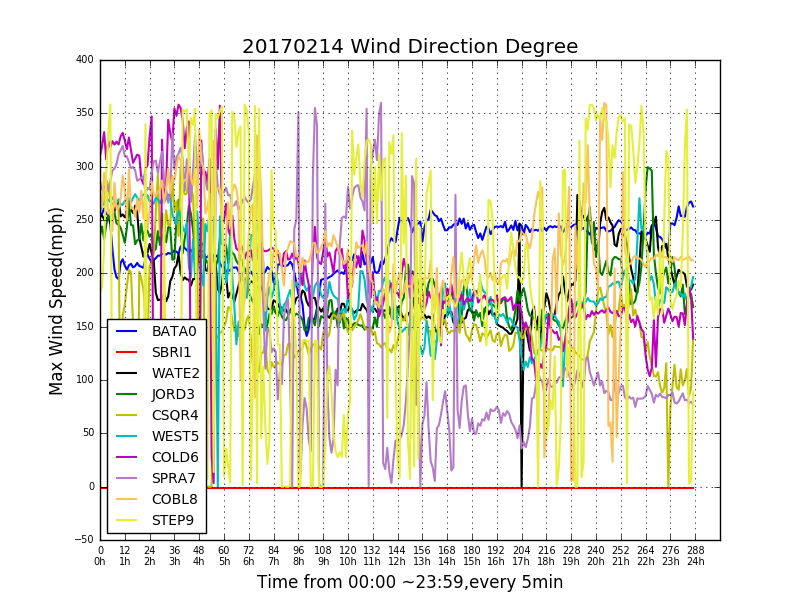 20170214 Wind Direction Degree
Max Wind Speed(mph)
400
350
300
250
200
150
100
50
0
−50
BATA0
SBRI1
WATE2
JORD3
CSQR4
WEST5
COLD6
SPRA7
COBL8
STEP9
0 12 24 36 48 60 72 84 96 108 120 132 144 156 168 180 192 204 216 228 240 252 264 276 288
0h 1h 2h 3h 4h 5h 6h 7h 8h 9h 10h 11h 12h 13h 14h 15h 16h 17h 18h 19h 20h 21h 22h 23h 24h
Time from 00:00 ~23:59,every 5min